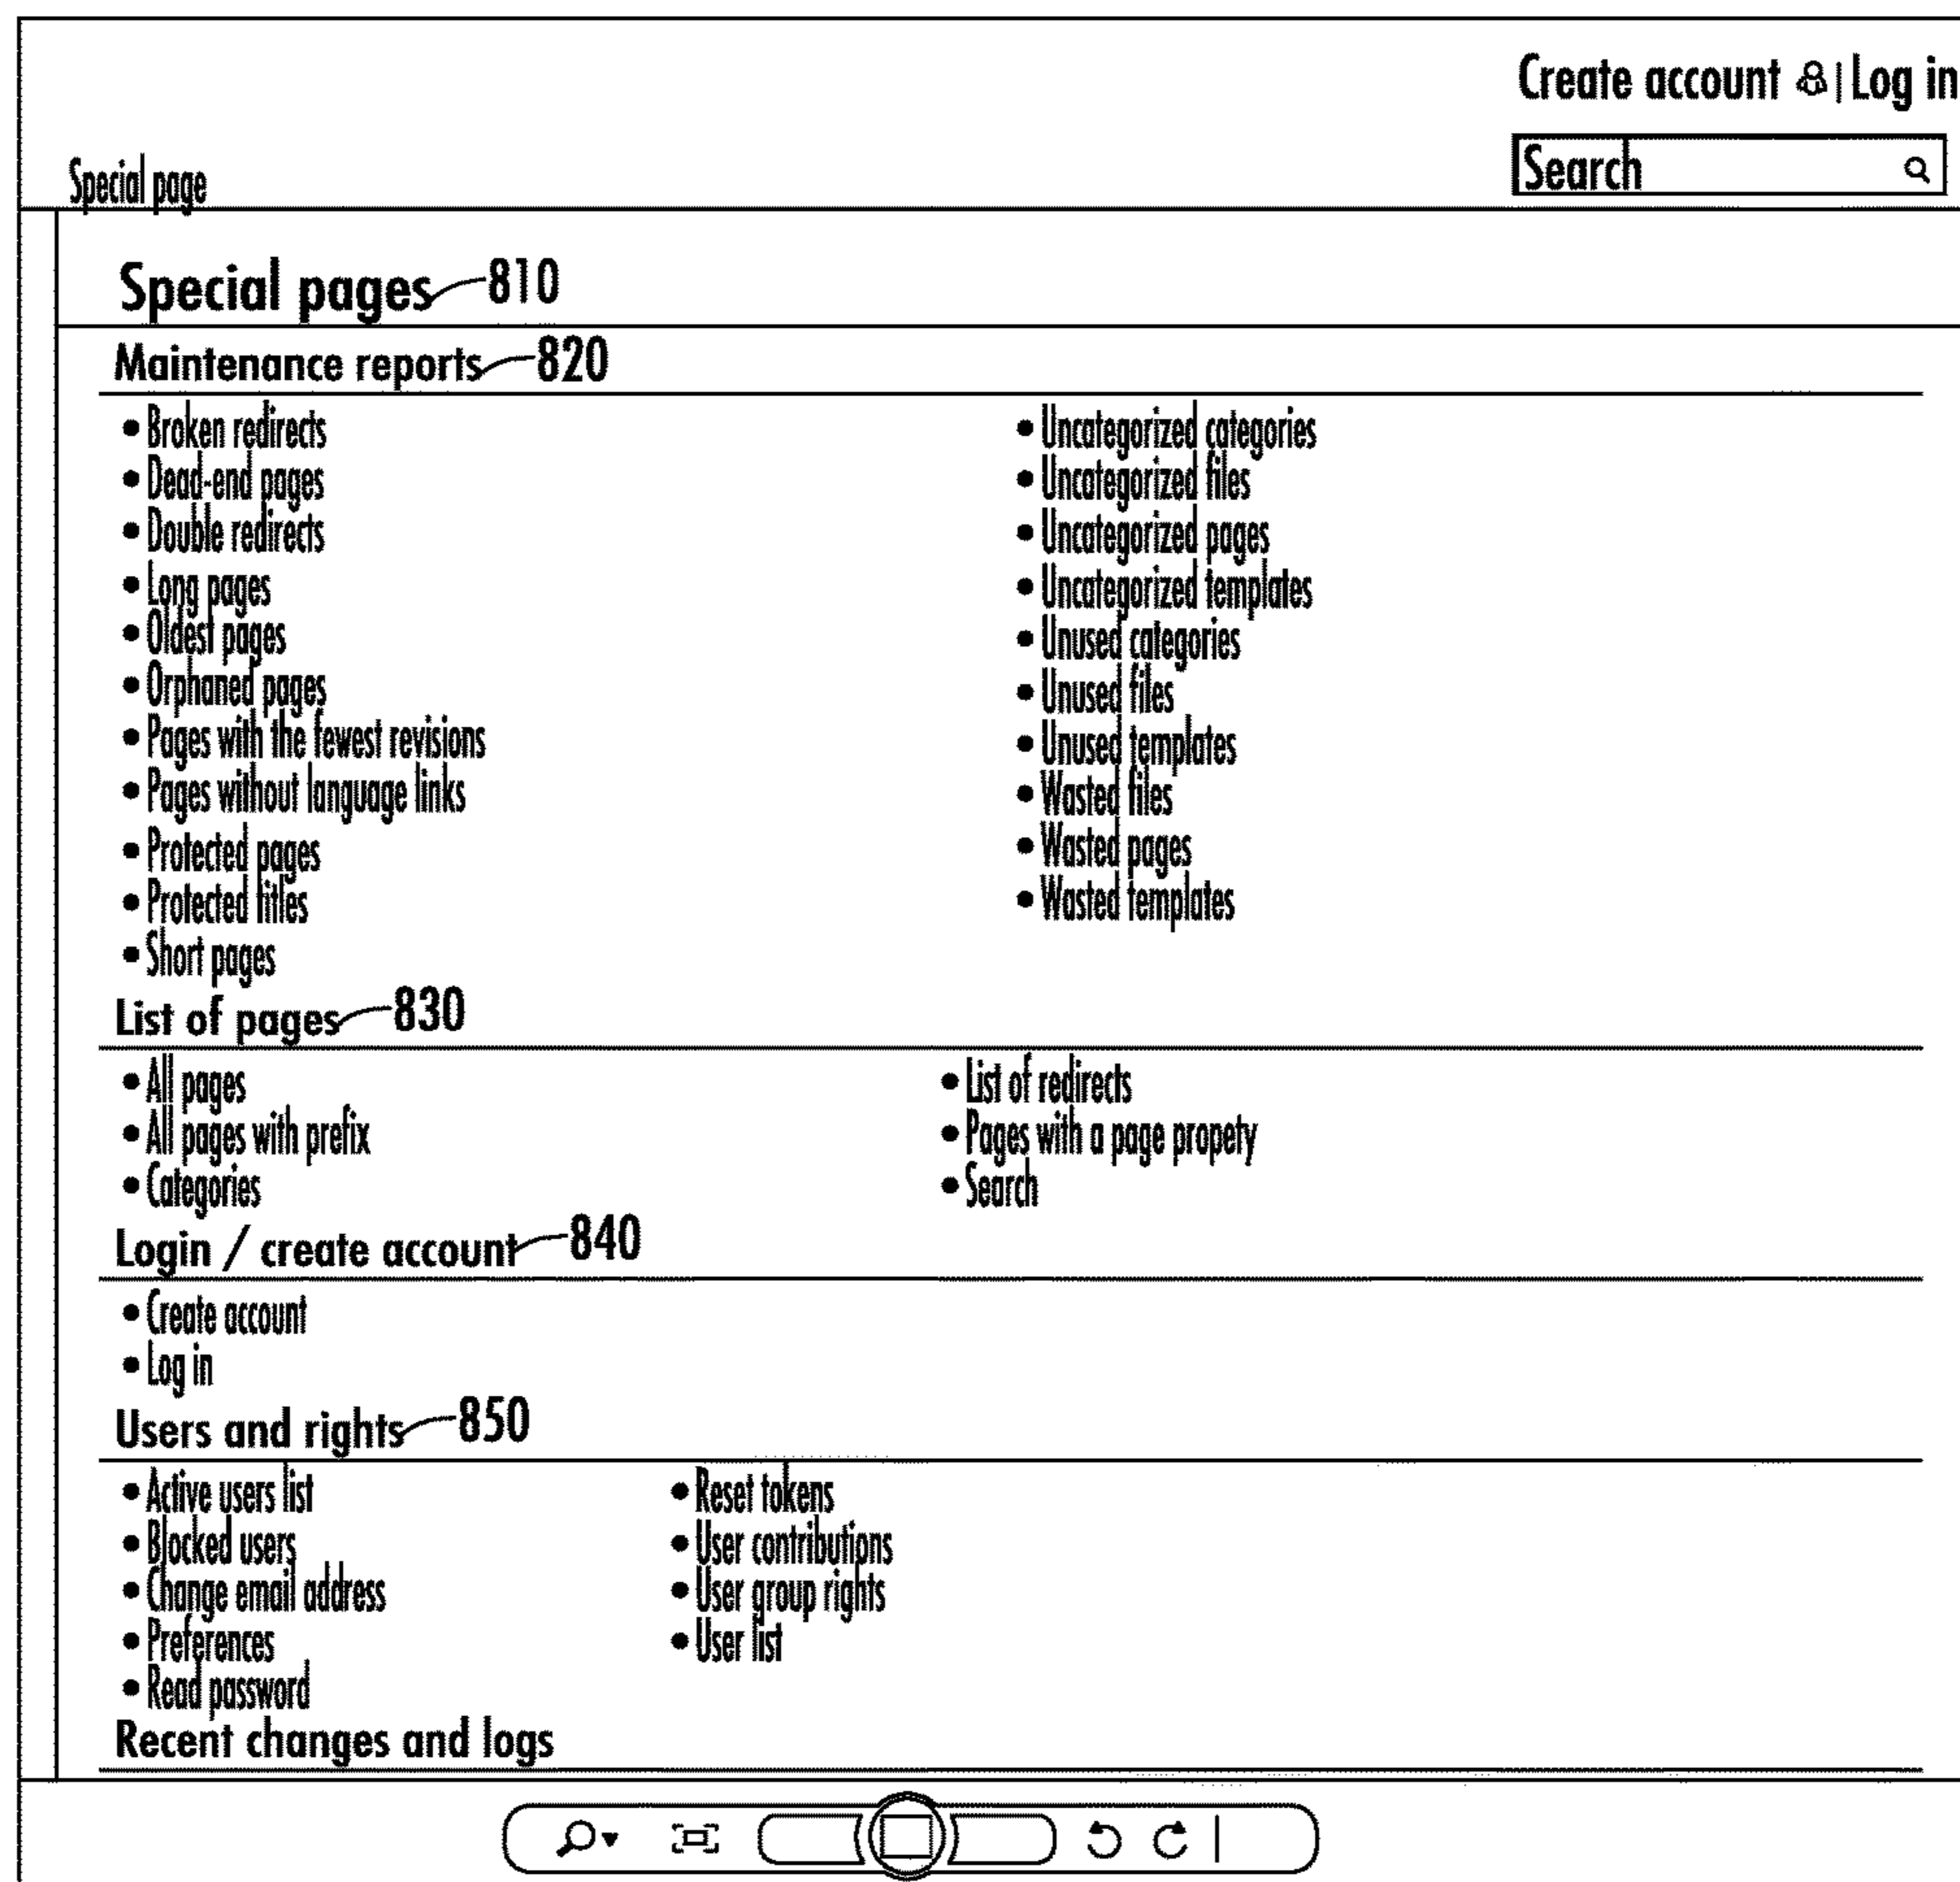 Create account | Log in
Special page
Search
Special pages 810
Maintenance reports 820
• Broken redirects
• Dead-end pages
• Double redirects
• Long pages
• Oldest pages
• Orphaned pages
• Pages with the fewest revisions
• Pages without language links
• Protected pages
• Protected titles
• Short pages
• Uncategorized categories
• Uncategorized files
• Uncategorized pages
• Uncategorized templates
• Unused categories
• Unused files
• Unused templates
• Wasted files
• Wasted pages
• Wasted templates
List of pages 830
• All pages
• All pages with prefix
• Categories
• List of redirects
• Pages with a page propety
• Search
Login / create account 840
• Create account
• Log in
Users and rights 850
• Active users list
• Blocked users
• Change email address
• Preferences
• Read password
• Reset tokens
• User contributions
• User group rights
• User list
Recent changes and logs